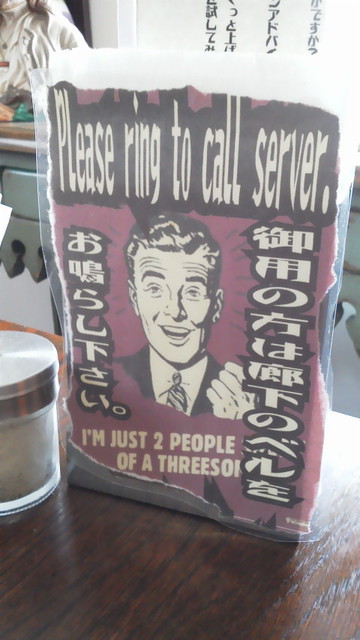 Please ring to call server.
御用の方は廊下のベルを
お鳴らし下さい。
I'M JUST 2 PEOPLE
OF A